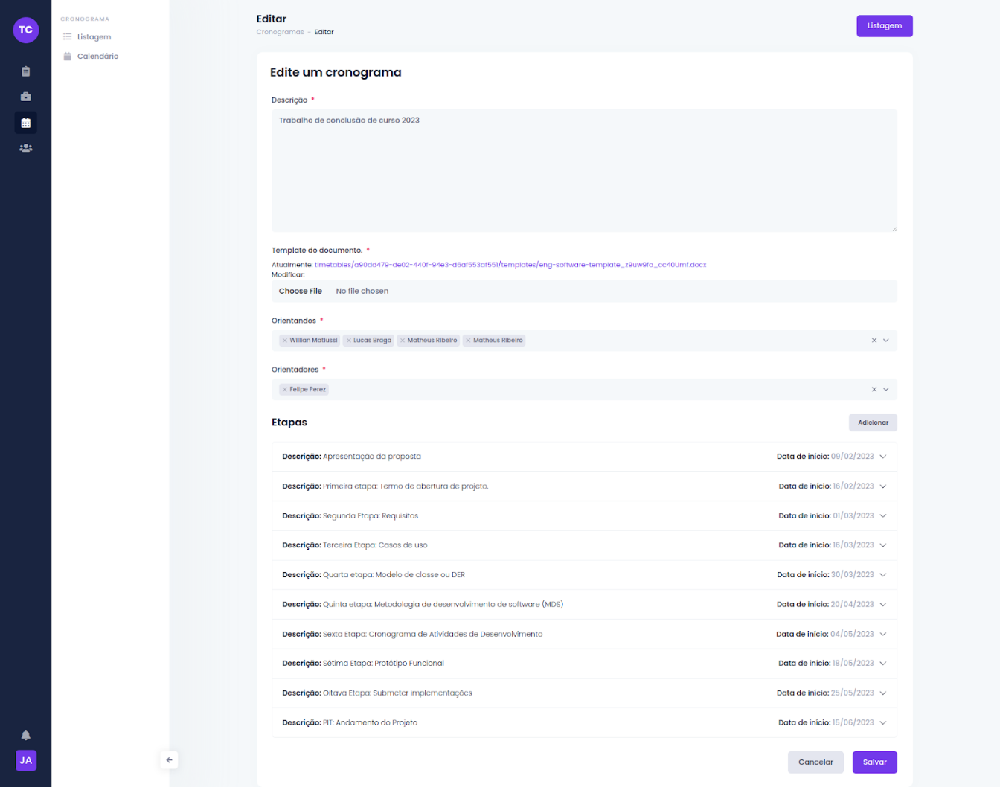 TC
CRONOGRAMA
Listagem
Calendário
JA
Editar
Cronogramas - Editar
Listagem
Edite um cronograma
Descrição *
Trabalho de conclusão de curso 2023
Template do documento. *
Atualmente: timetables/a90dd479-de02-440f-94e3-d6af553af551/templates/eng-software-template_z9uw9fo_cc40Umf.docx
Modificar:
Choose File No file chosen
Orientandos *
× Willian Matiussi × Lucas Braga × Matheus Ribeiro × Matheus Ribeiro ×
Orientadores *
× Felipe Perez ×
Etapas
Adicionar
Descrição: Apresentação da proposta Data de início: 09/02/2023
Descrição: Primeira etapa: Termo de abertura de projeto. Data de início: 16/02/2023
Descrição: Segunda Etapa: Requisitos Data de início: 01/03/2023
Descrição: Terceira Etapa: Casos de uso Data de início: 16/03/2023
Descrição: Quarta etapa: Modelo de classe ou DER Data de início: 30/03/2023
Descrição: Quinta etapa: Metodologia de desenvolvimento de software (MDS) Data de início: 20/04/2023
Descrição: Sexta Etapa: Cronograma de Atividades de Desenvolvimento Data de início: 04/05/2023
Descrição: Sétima Etapa: Protótipo Funcional Data de início: 18/05/2023
Descrição: Oitava Etapa: Submeter implementações Data de início: 25/05/2023
Descrição: PIT: Andamento do Projeto Data de início: 15/06/2023
Cancelar Salvar